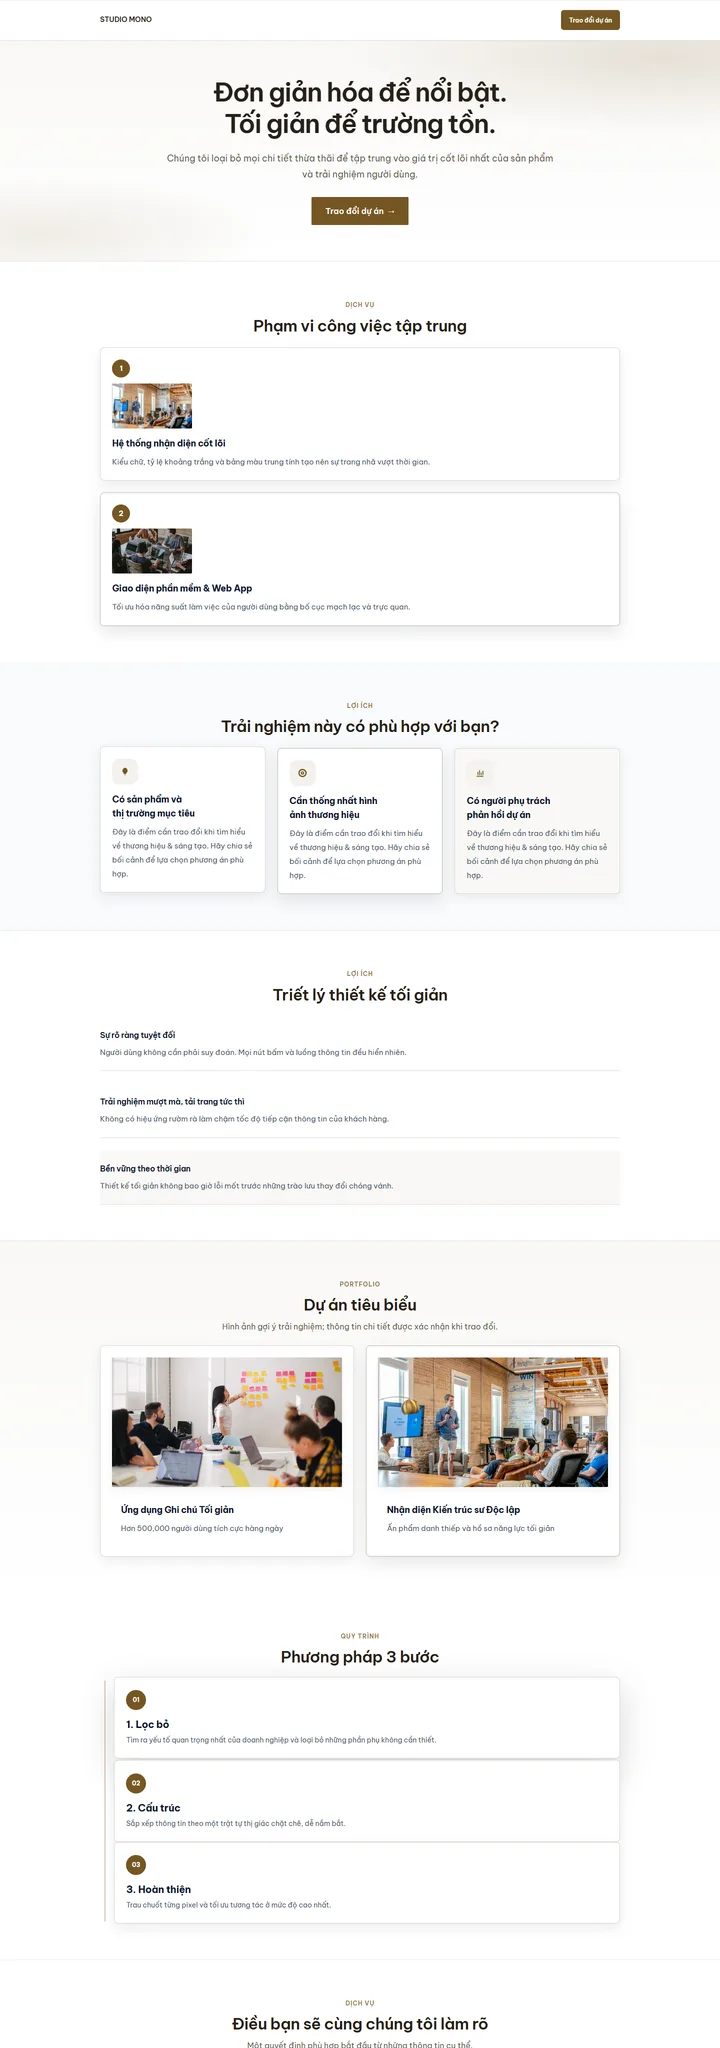 STUDIO MONO
Trao đổi dự án
Đơn giản hóa để nổi bật.
Tối giản để trường tồn.
Chúng tôi loại bỏ mọi chi tiết thừa thãi để tập trung vào giá trị cốt lõi nhất của sản phẩm
và trải nghiệm người dùng.
Trao đổi dự án →
DỊCH VỤ
Phạm vi công việc tập trung
1
Hệ thống nhận diện cốt lõi
Kiểu chữ, tỷ lệ khoảng trắng và bảng màu trung tính tạo nên sự trang nhã vượt thời gian.
2
Giao diện phần mềm & Web App
Tối ưu hóa năng suất làm việc của người dùng bằng bố cục mạch lạc và trực quan.
LỢI ÍCH
Trải nghiệm này có phù hợp với bạn?
Có sản phẩm và
thị trường mục tiêu
Đây là điểm cần trao đổi khi tìm hiểu
về thương hiệu & sáng tạo. Hãy chia sẻ
bối cảnh để lựa chọn phương án phù
hợp.
Cần thống nhất hình
ảnh thương hiệu
Đây là điểm cần trao đổi khi tìm hiểu
về thương hiệu & sáng tạo. Hãy chia sẻ
bối cảnh để lựa chọn phương án phù
hợp.
Có người phụ trách
phản hồi dự án
Đây là điểm cần trao đổi khi tìm hiểu
về thương hiệu & sáng tạo. Hãy chia sẻ
bối cảnh để lựa chọn phương án phù
hợp.
LỢI ÍCH
Triết lý thiết kế tối giản
Sự rõ ràng tuyệt đối
Người dùng không cần phải suy đoán. Mọi nút bấm và luồng thông tin đều hiển nhiên.
Trải nghiệm mượt mà, tải trang tức thì
Không có hiệu ứng rườm rà làm chậm tốc độ tiếp cận thông tin của khách hàng.
Bền vững theo thời gian
Thiết kế tối giản không bao giờ lỗi mốt trước những trào lưu thay đổi chóng vánh.
PORTFOLIO
Dự án tiêu biểu
Hình ảnh gợi ý trải nghiệm; thông tin chi tiết được xác nhận khi trao đổi.
WIN
Ứng dụng Ghi chú Tối giản
Hơn 500,000 người dùng tích cực hàng ngày
Nhận diện Kiến trúc sư Độc lập
Ấn phẩm danh thiếp và hồ sơ năng lực tối giản
QUY TRÌNH
Phương pháp 3 bước
01
1. Lọc bỏ
Tìm ra yếu tố quan trọng nhất của doanh nghiệp và loại bỏ những phần phụ không cần thiết.
02
2. Cấu trúc
Sắp xếp thông tin theo một trật tự thị giác chặt chẽ, dễ nắm bắt.
03
3. Hoàn thiện
Trau chuốt từng pixel và tối ưu tương tác ở mức độ cao nhất.
DỊCH VỤ
Điều bạn sẽ cùng chúng tôi làm rõ
Một quyết định phù hợp bắt đầu từ những thông tin cụ thể.